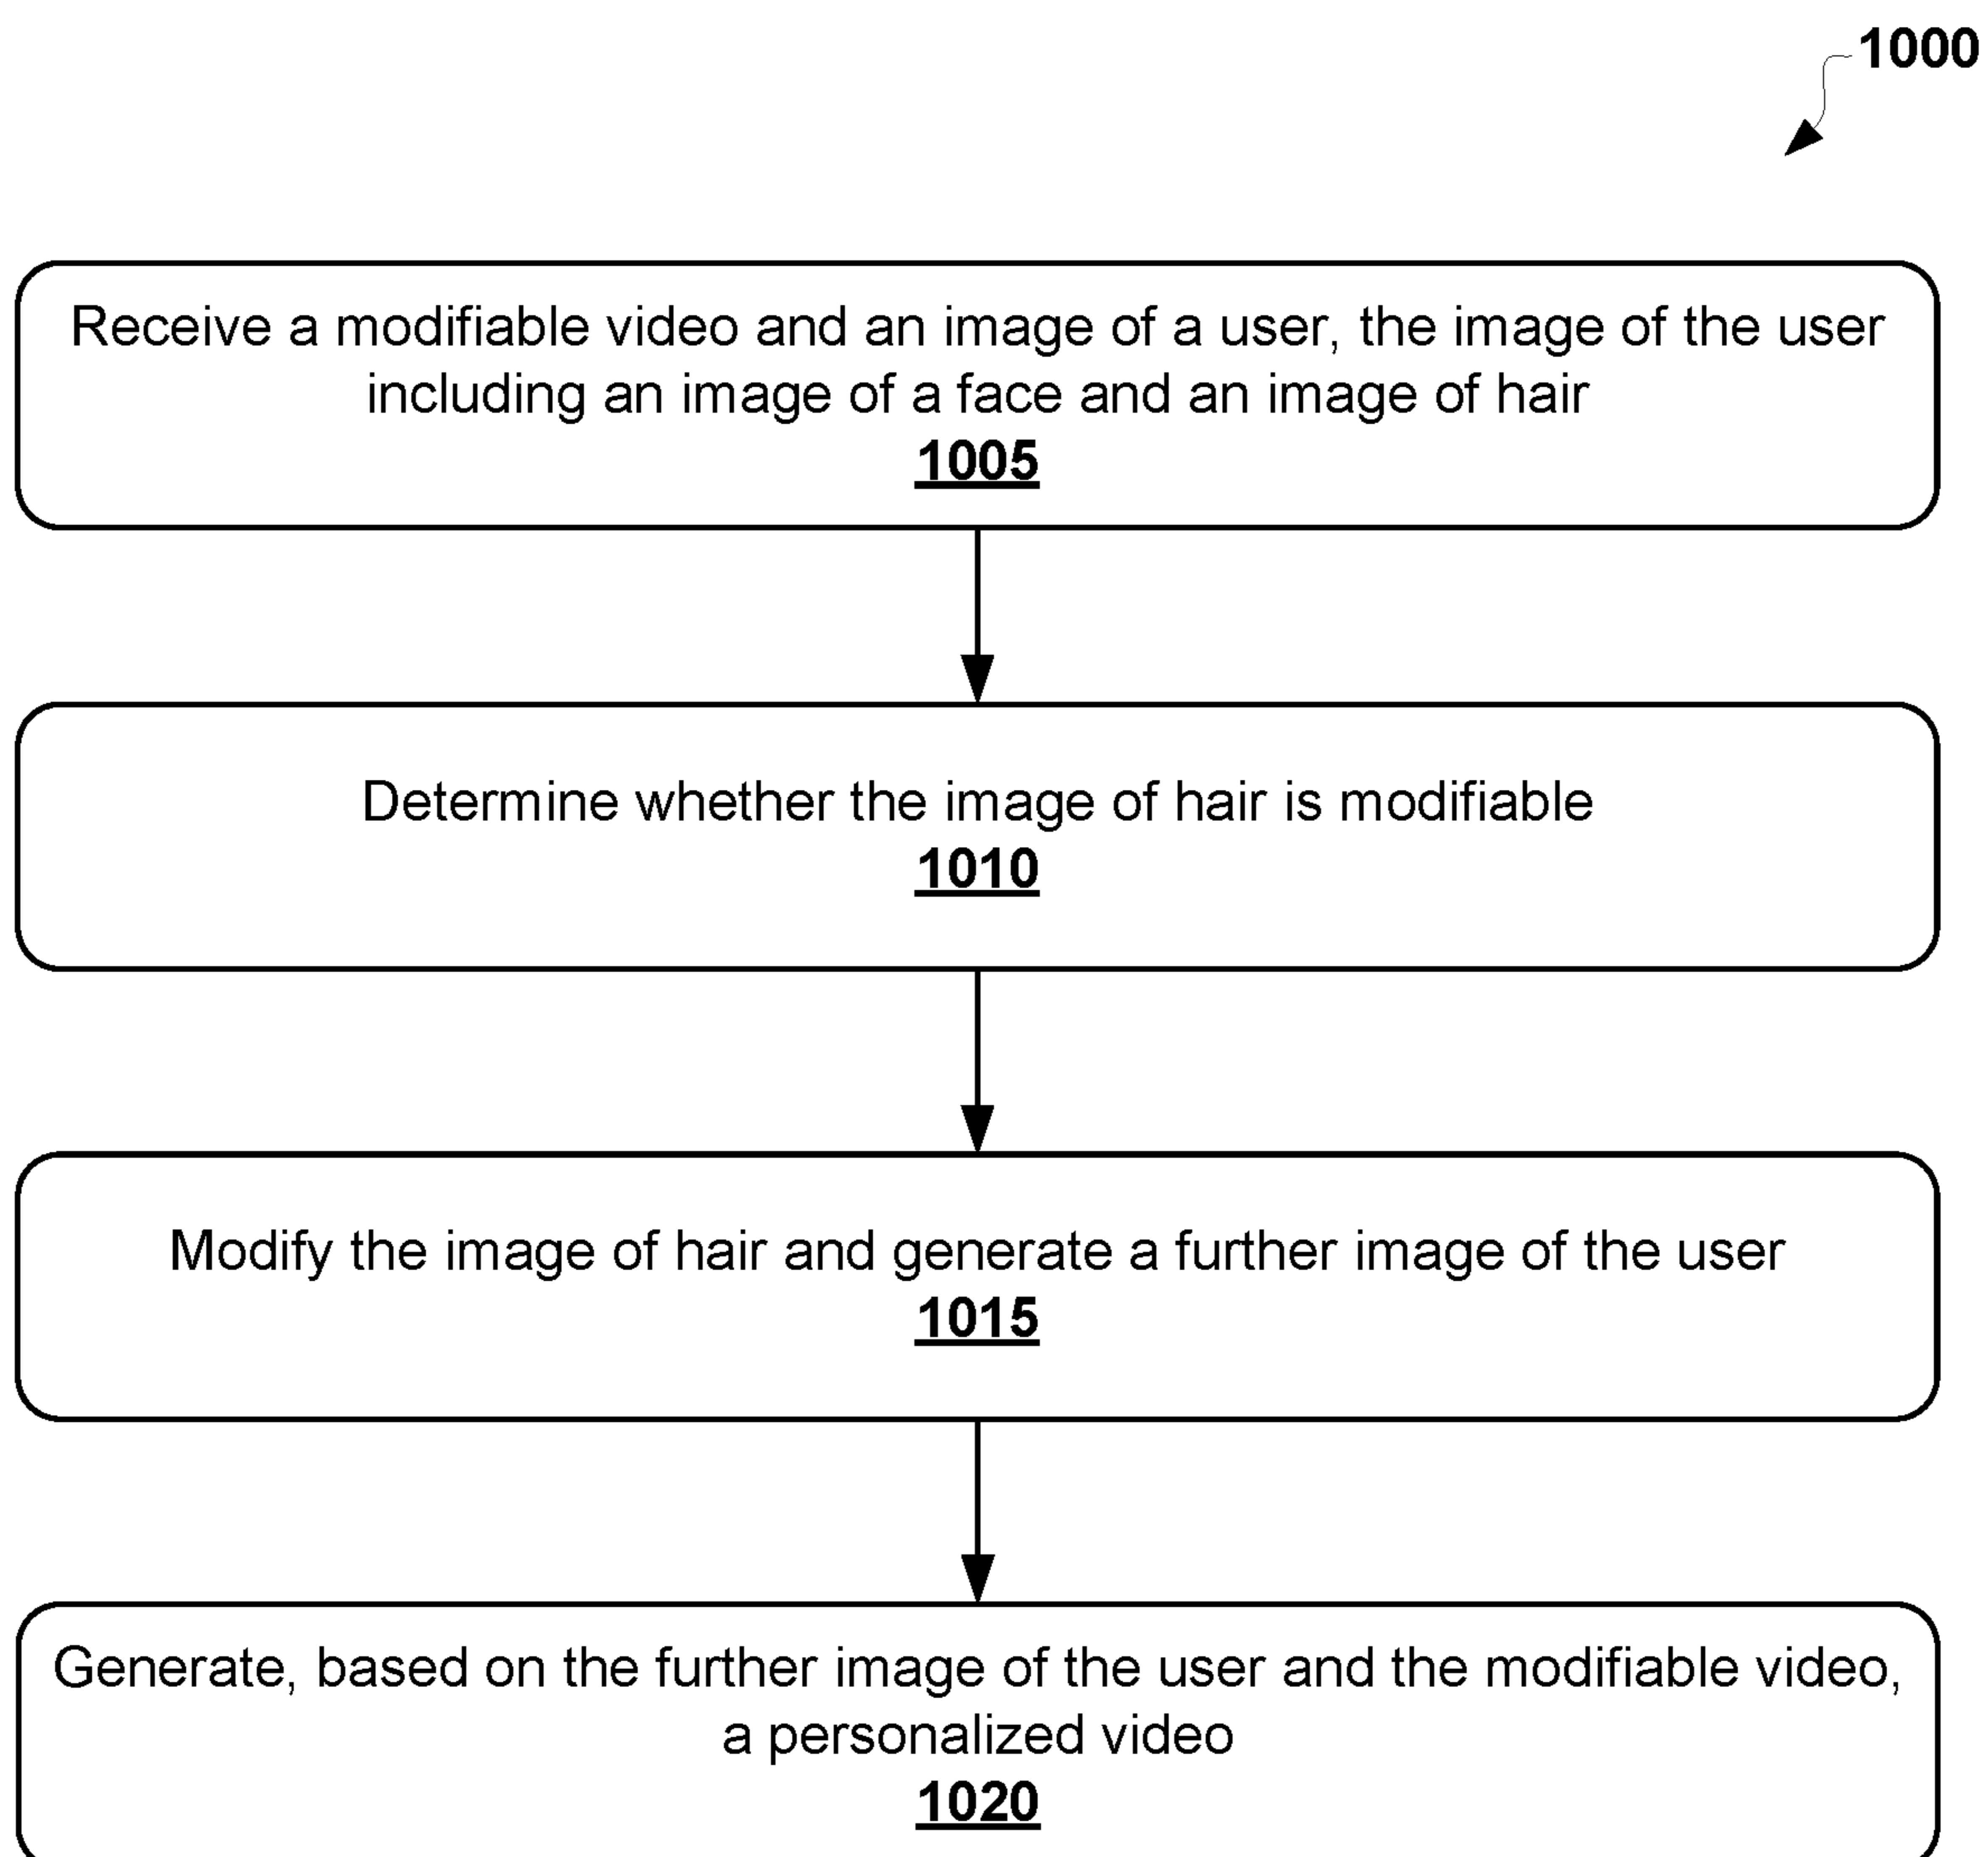 1000
Receive a modifiable video and an image of a user, the image of the user
including an image of a face and an image of hair
1005
Determine whether the image of hair is modifiable
1010
Modify the image of hair and generate a further image of the user
1015
Generate, based on the further image of the user and the modifiable video,
a personalized video
1020